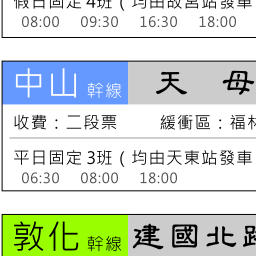 假日固定 4班 ( 均由故宮站發車
08:00 09:30 16:30 18:00
中山 幹線 天 母
收費：二段票 緩衝區：福林
平日固定 3班 ( 均由天東站發車
06:30 08:00 18:00
敦化 幹線 建國北路